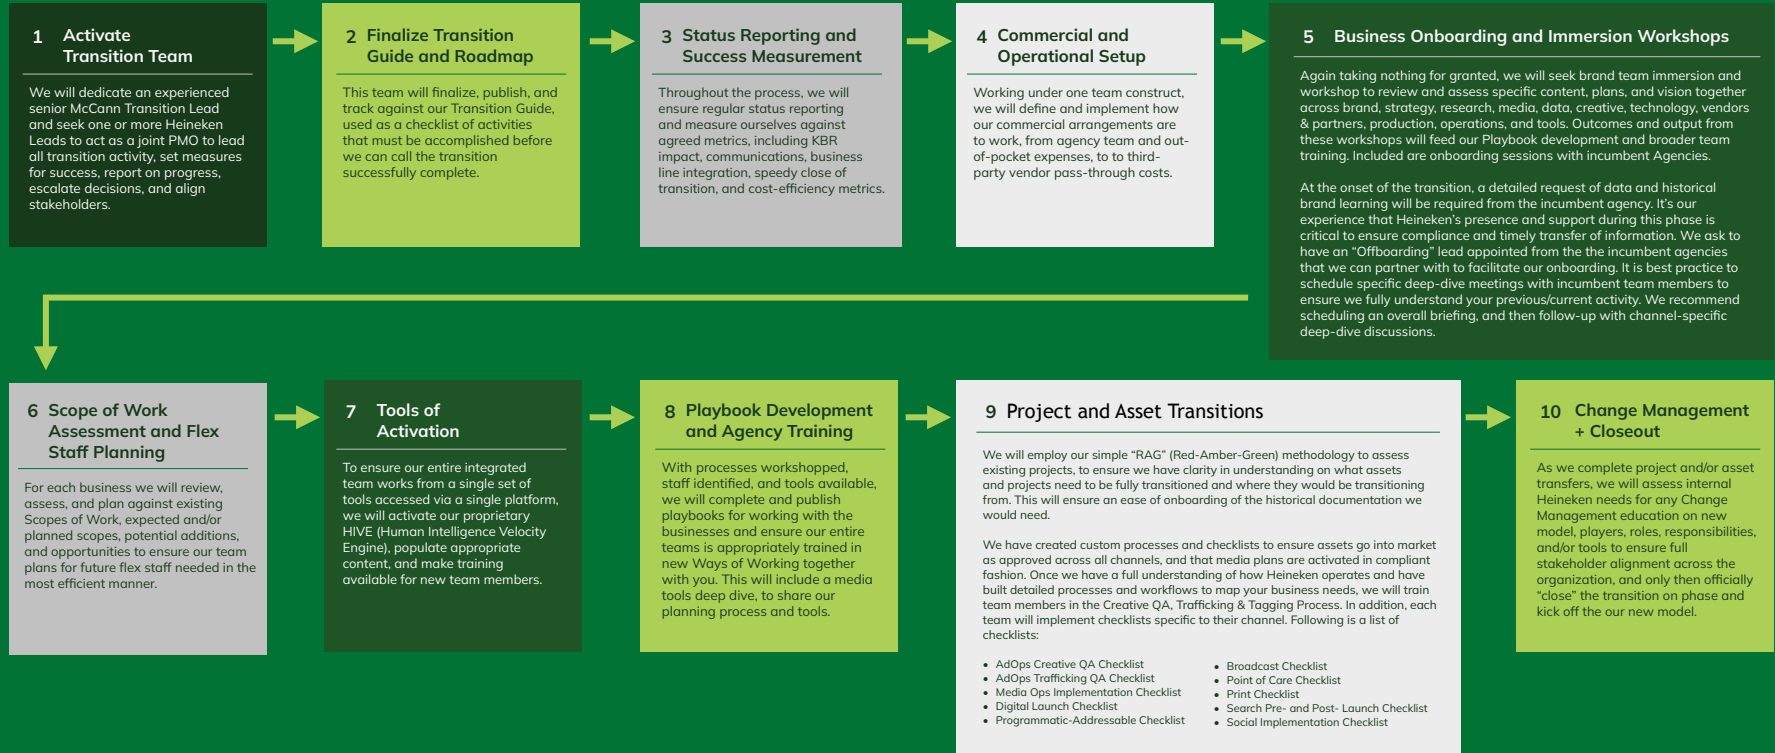 1 Activate
Transition Team
We will dedicate an experienced
senior McCann Transition Lead
and seek one or more Heineken
Leads to act as a joint PMO to lead
all transition activity, set measures
for success, report on progress,
escalate decisions, and align
stakeholders.
2 Finalize Transition
Guide and Roadmap
This team will finalize, publish, and
track against our Transition Guide,
used as a checklist of activities
that must be accomplished before
we can call the transition
successfully complete.
3 Status Reporting and
Success Measurement
Throughout the process, we will
ensure regular status reporting
and measure ourselves against
agreed metrics, including KBR
impact, communications, business
line integration, speedy close of
transition, and cost-efficiency metrics.
4 Commercial and
Operational Setup
Working under one team construct,
we will define and implement how
our commercial arrangements are
to work, from agency team and out-
of-pocket expenses, to to third-
party vendor pass-through costs.
5 Business Onboarding and Immersion Workshops
Again taking nothing for granted, we will seek brand team immersion and
workshop to review and assess specific content, plans, and vision together
across brand, strategy, research, media, data, creative, technology, vendors
& partners, production, operations, and tools. Outcomes and output from
these workshops will feed our Playbook development and broader team
training. Included are onboarding sessions with incumbent Agencies.
At the onset of the transition, a detailed request of data and historical
brand learning will be required from the incumbent agency. It's our
experience that Heineken's presence and support during this phase is
critical to ensure compliance and timely transfer of information. We ask to
have an “Offboarding” lead appointed from the the incumbent agencies
that we can partner with to facilitate our onboarding. It is best practice to
schedule specific deep-dive meetings with incumbent team members to
ensure we fully understand your previous/current activity. We recommend
scheduling an overall briefing, and then follow-up with channel-specific
deep-dive discussions.
6 Scope of Work
Assessment and Flex
Staff Planning
For each business we will review,
assess, and plan against existing
Scopes of Work, expected and/or
planned scopes, potential additions,
and opportunities to ensure our team
plans for future flex staff needed in the
most efficient manner.
7 Tools of
Activation
To ensure our entire integrated
team works from a single set of
tools accessed via a single platform,
we will activate our proprietary
HIVE (Human Intelligence Velocity
Engine), populate appropriate
content, and make training
available for new team members.
8 Playbook Development
and Agency Training
With processes workshopped,
staff identified, and tools available,
we will complete and publish
playbooks for working with the
businesses and ensure our entire
teams is appropriately trained in
new Ways of Working together
with you. This will include a media
tools deep dive, to share our
planning process and tools.
9 Project and Asset Transitions
We will employ our simple “RAG” (Red-Amber-Green) methodology to assess
existing projects, to ensure we have clarity in understanding on what assets
and projects need to be fully transitioned and where they would be transitioning
from. This will ensure an ease of onboarding of the historical documentation we
would need.
We have created custom processes and checklists to ensure assets go into market
as approved across all channels, and that media plans are activated in compliant
fashion. Once we have a full understanding of how Heineken operates and have
built detailed processes and workflows to map your business needs, we will train
team members in the Creative QA, Trafficking & Tagging Process. In addition, each
team will implement checklists specific to their channel. Following is a list of
checklists:
• AdOps Creative QA Checklist
• AdOps Trafficking QA Checklist
• Media Ops Implementation Checklist
• Digital Launch Checklist
• Programmatic-Addressable Checklist
• Broadcast Checklist
• Point of Care Checklist
• Print Checklist
• Search Pre- and Post- Launch Checklist
• Social Implementation Checklist
10 Change Management
+ Closeout
As we complete project and/or asset
transfers, we will assess internal
Heineken needs for any Change
Management education on new
model, players, roles, responsibilities,
and/or tools to ensure full
stakeholder alignment across the
organization, and only then officially
“close” the transition on phase and
kick off the our new model.